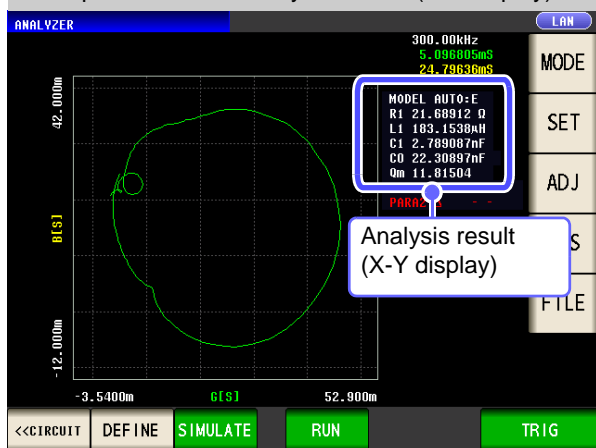 ANALYZER
LAN
300.00kHz
5.096805mS
24.79636mS
MODE
42.000m
MODEL AUTO:E
R1 21.68912 Ω
L1 183.1538μH
C1 2.789087nF
C0 22.30897nF
Qm 11.81504
SET
ADJ
B[S]
Analysis result
(X-Y display)
S
FILE
-12.000m
-3.5400m
G[S]
52.900m
<<CIRCUIT
DEFINE
SIMULATE
RUN
TRIG